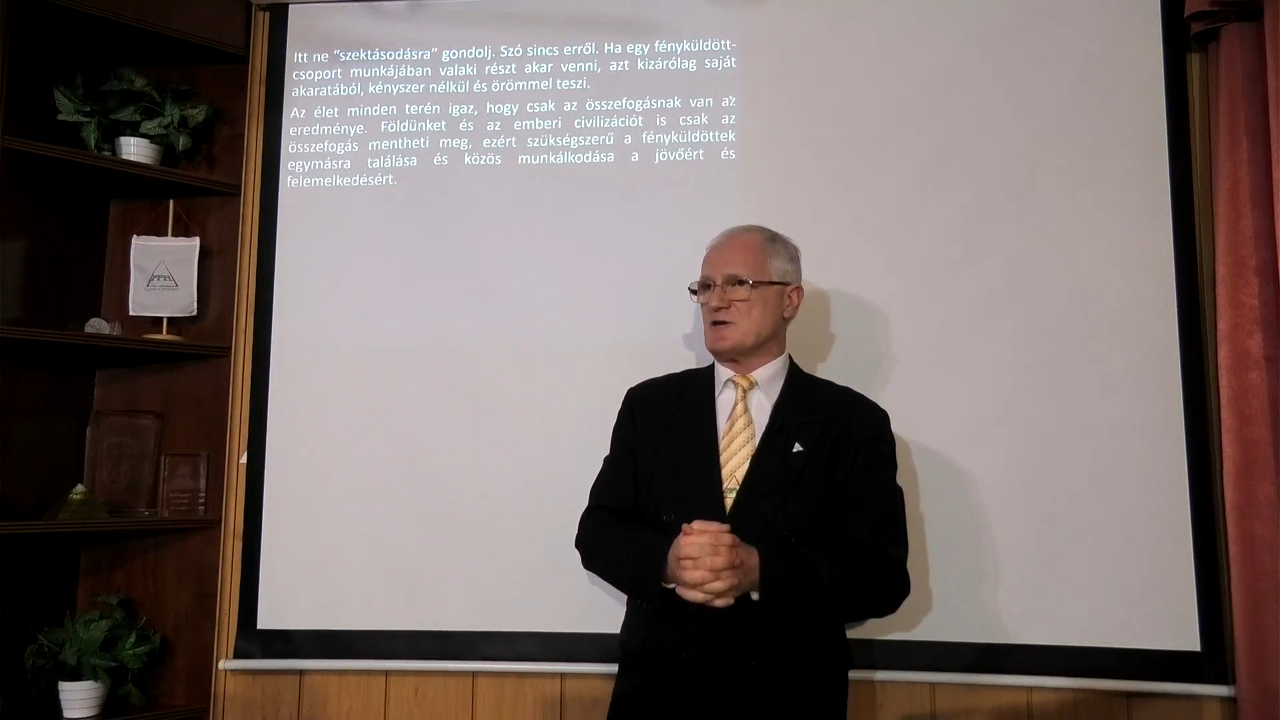 Itt ne “szektásodásra” gondolj. Szó sincs erről. Ha egy fényküldött-
csoport munkájában valaki részt akar venni, azt kizárólag saját
akaratából, kényszer nélkül és örömmel teszi.
Az élet minden terén igaz, hogy csak az összefogásnak van az
eredménye. Földünket és az emberi civilizációt is csak az
összefogás mentheti meg, ezért szükségszerű a fényküldöttek
egymásra találása és közös munkálkodása a jövőért és
felemelkedésért.